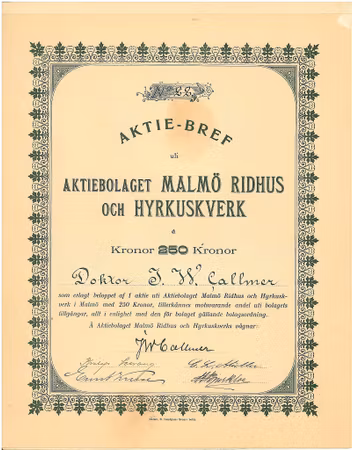 No 22.
AKTIE-BREF
uti
AKTIEBOLAGET MALMÖ RIDHUS
OCH HYRKUSKVERK
á
Kronor 250 Kronor
Doktor J. W. Callmer
som erlagt beloppet af 1 aktie uti Aktiebolaget Malmö Ridhus och Hyrkusk-
verk i Malmö med 250 Kronor, tillerkännes motsvarande andel uti bolagets
tillgångar, allt i enlighet med den för bolaget gällande bolagsordning.
Å Aktiebolaget Malmö Ridhus och Hyrkuskverks vägnar:
JWCallmer